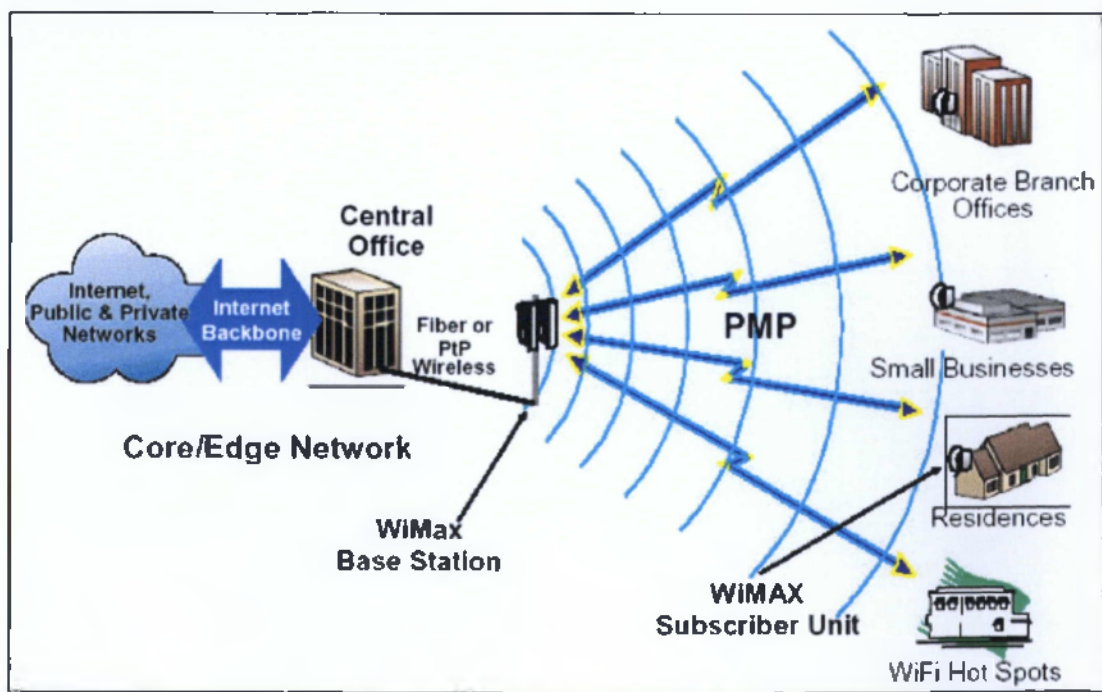 Central
Office
Internet,
Public & Private
Networks
Internet
Backbone
Fiber or
PtP
Wireless
PMP
Core/Edge Network
WiMax
Base Station
WiMAX
Subscriber Unit
Corporate Branch
Offices
Small Businesses
Residences
WiFi Hot Spots